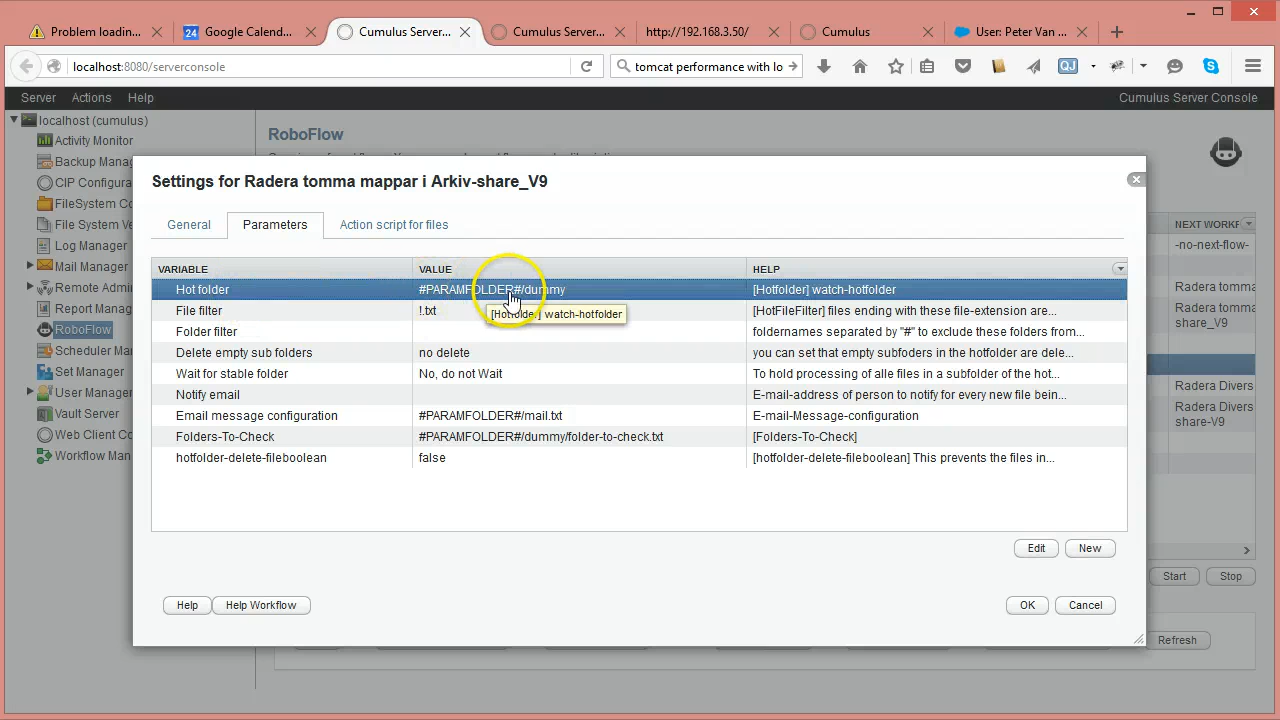 Problem loadin...
24
Google Calend...
Cumulus Server...
Cumulus Server...
http://192.168.3.50/
Cumulus
User: Peter Van ...
localhost:8080/serverconsole
tomcat performance with lo
QJ
Server
Actions
Help
Cumulus Server Console
localhost (cumulus)
Activity Monitor
Backup Manag
CIP Configura
FileSystem Co
File System Ve
Log Manager
Mail Manager
Remote Admi
Report Manag
RoboFlow
Scheduler Ma
Set Manager
User Manager
Vault Server
Web Client Co
Workflow Man
RoboFlow
Settings for Radera tomma mappar i Arkiv-share_V9
General
Parameters
Action script for files
VARIABLE
VALUE
HELP
Hot folder
#PARAMFOLDER#/dummy
[Hotfolder] watch-hotfolder
File filter
!.txt
[HotFileFilter] files ending with these file-extension are...
[Hotfolder] watch-hotfolder
Folder filter
foldernames separated by "#" to exclude these folders from...
Delete empty sub folders
no delete
you can set that empty subfoders in the hotfolder are dele...
Wait for stable folder
No, do not Wait
To hold processing of alle files in a subfolder of the hot...
Notify email
E-mail-address of person to notify for every new file bein...
Email message configuration
#PARAMFOLDER#/mail.txt
E-Mail-Message-configuration
Folders-To-Check
#PARAMFOLDER#/dummy/folder-to-check.txt
[Folders-To-Check]
hotfolder-delete-fileboolean
false
[hotfolder-delete-fileboolean] This prevents the files in...
Edit
New
Help
Help Workflow
OK
Cancel
NEXT WORKF
-no-next-flow-
Radera tomma
Radera tomma
share_V9
Radera Divers
Radera Divers
share-V9
Start
Stop
Refresh